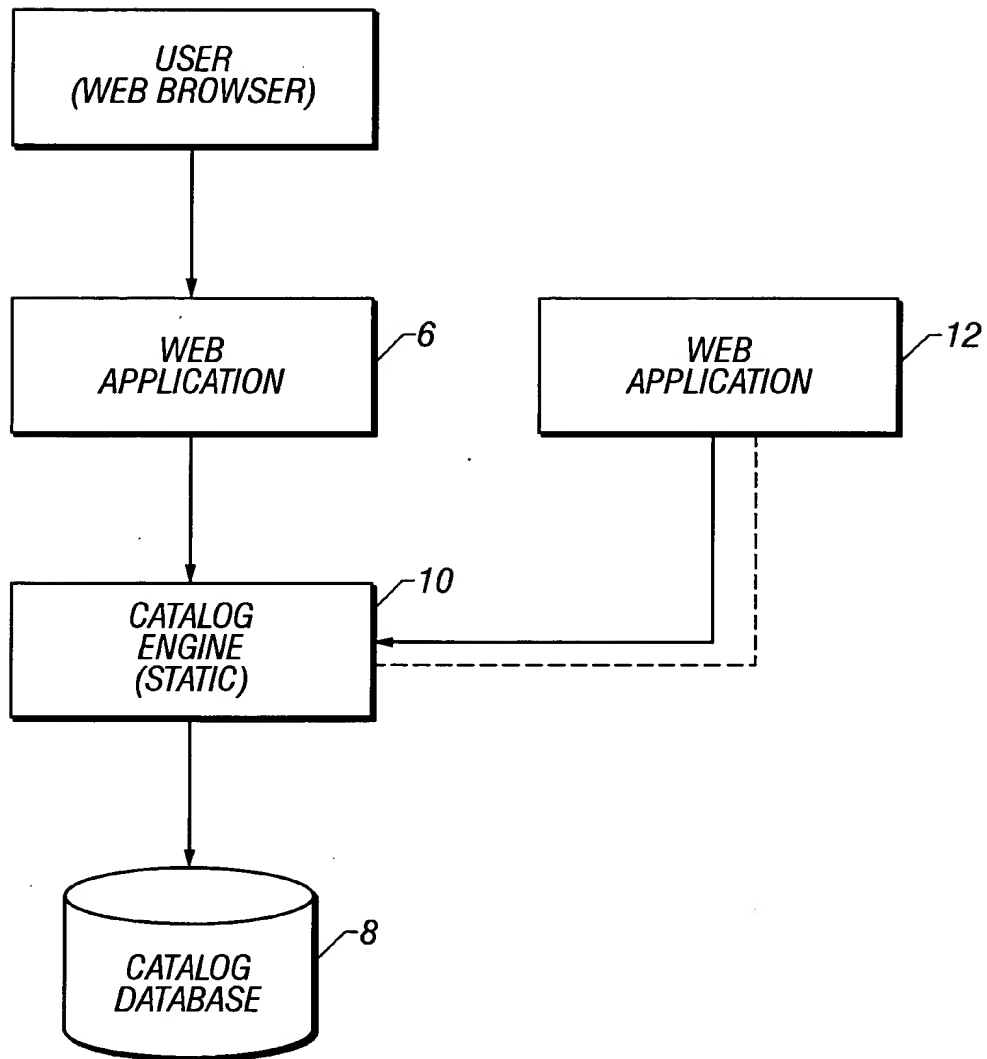 USER
(WEB BROWSER)
WEB
APPLICATION
6
WEB
APPLICATION
12
CATALOG
ENGINE
(STATIC)
10
CATALOG
DATABASE
8